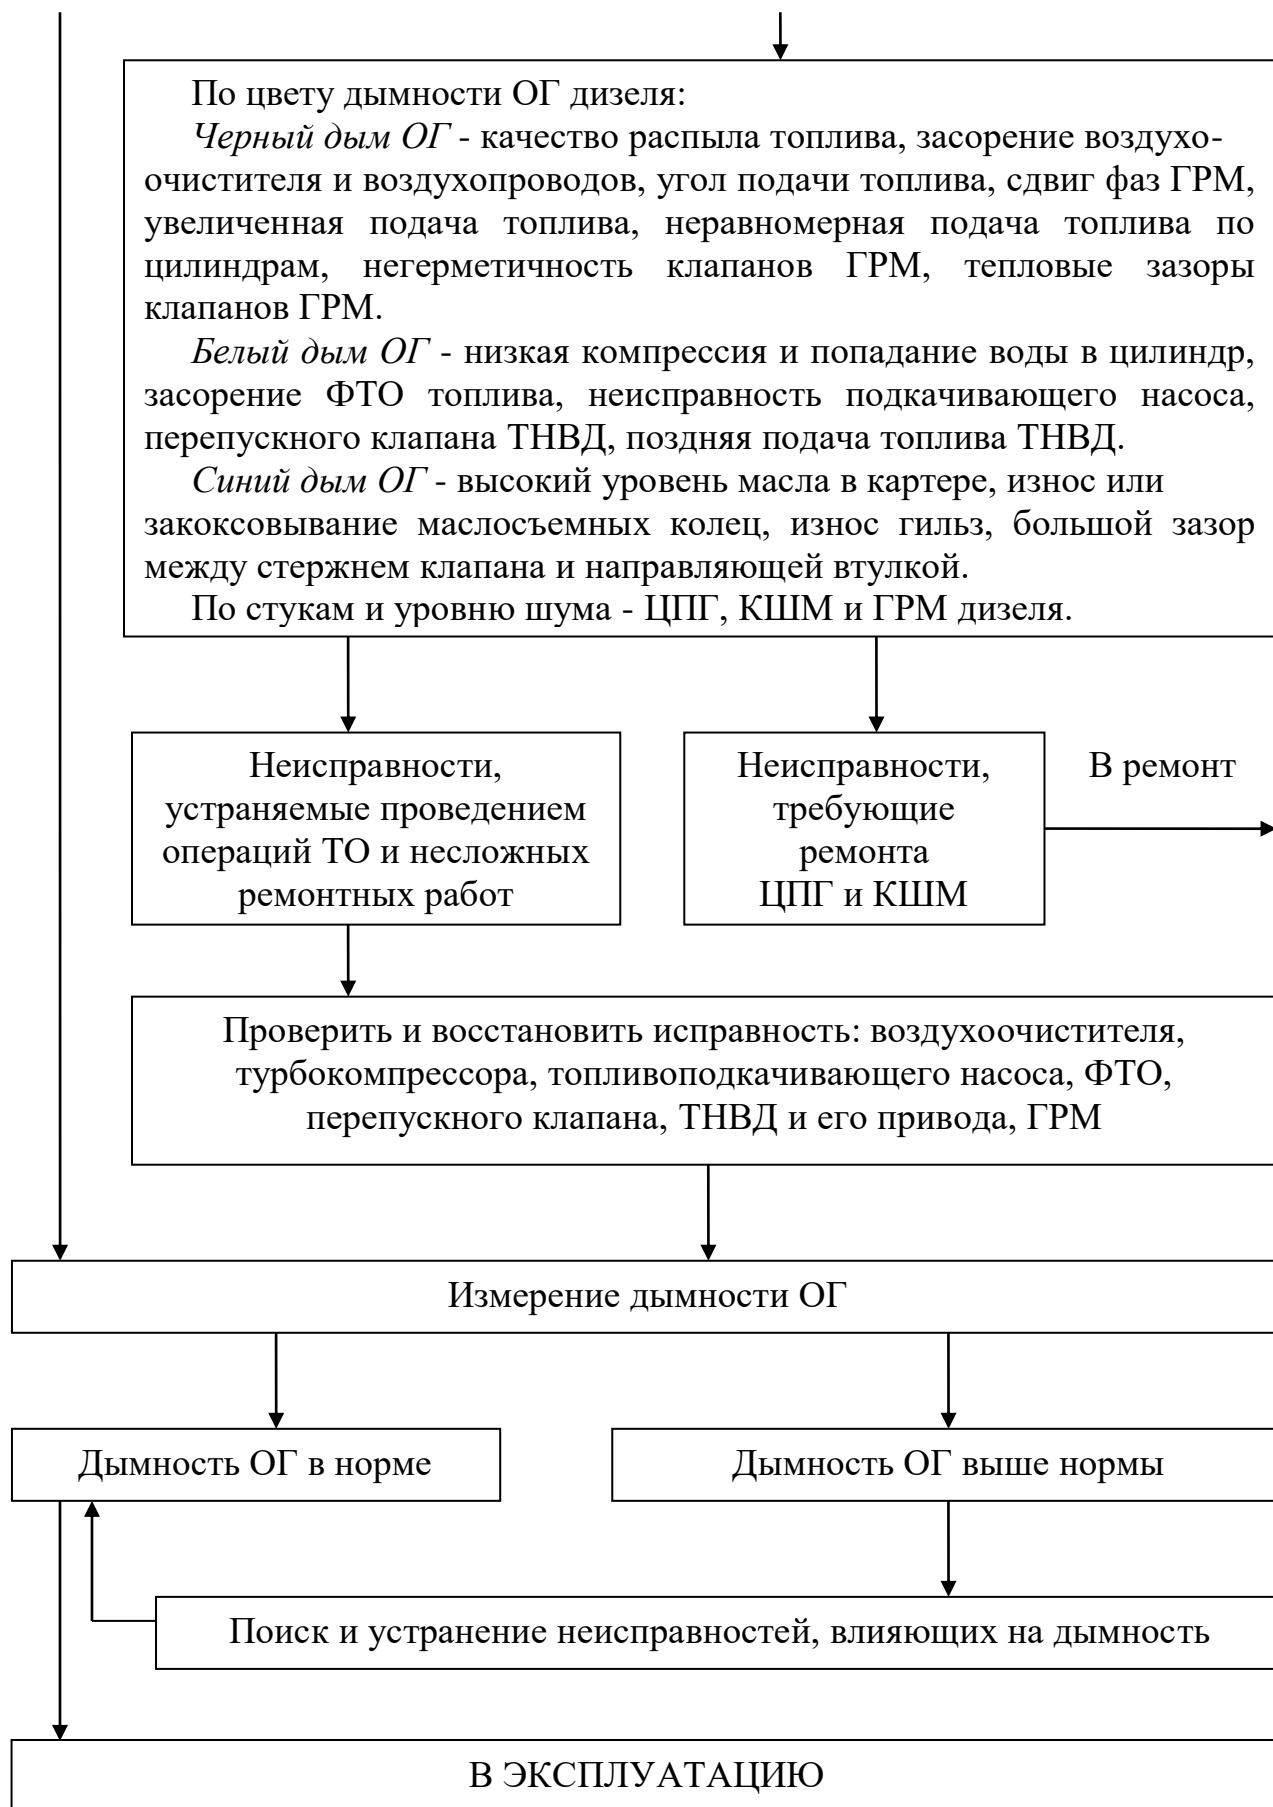 По цвету дымности ОГ дизеля:
Черный дым ОГ - качество распыла топлива, засорение воздухо-
очистителя и воздухопроводов, угол подачи топлива, сдвиг фаз ГРМ,
увеличенная подача топлива, неравномерная подача топлива по
цилиндрам, негерметичность клапанов ГРМ, тепловые зазоры
клапанов ГРМ.
Белый дым ОГ - низкая компрессия и попадание воды в цилиндр,
засорение ФТО топлива, неисправность подкачивающего насоса,
перепускного клапана ТНВД, поздняя подача топлива ТНВД.
Синий дым ОГ - высокий уровень масла в картере, износ или
закоксовывание маслосъемных колец, износ гильз, большой зазор
между стержнем клапана и направляющей втулкой.
По стукам и уровню шума - ЦПГ, КШМ и ГРМ дизеля.
Неисправности,
устраняемые проведением
операций ТО и несложных
ремонтных работ
Неисправности,
требующие
ремонта
ЦПГ и КШМ
В ремонт
Проверить и восстановить исправность: воздухоочистителя,
турбокомпрессора, топливоподкачивающего насоса, ФТО,
перепускного клапана, ТНВД и его привода, ГРМ
Измерение дымности ОГ
Дымность ОГ в норме
Дымность ОГ выше нормы
Поиск и устранение неисправностей, влияющих на дымность
В ЭКСПЛУАТАЦИЮ